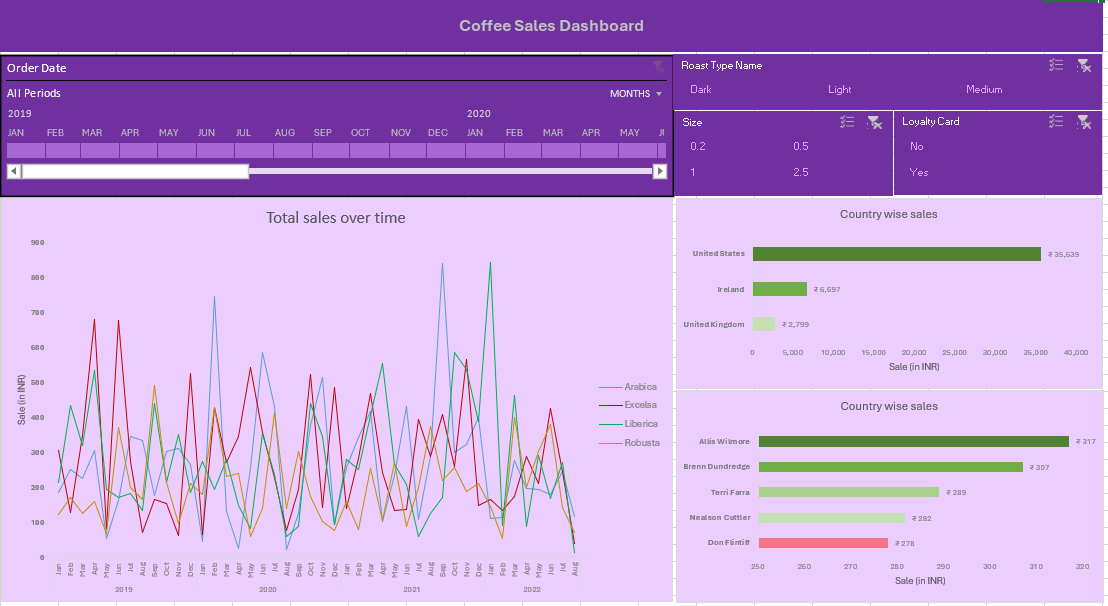 Coffee Sales Dashboard
Order Date
All Periods
MONTHS
2019 2020
JAN FEB MAR APR MAY JUN JUL AUG SEP OCT NOV DEC JAN FEB MAR APR MAY
Roast Type Name
Dark Light Medium
Size
0.2 0.5
1 2.5
Loyalty Card
No
Yes
Total sales over time
900
800
700
600
500
400
300
200
100
0
Sale (in INR)
Jan Feb Mar Apr May Jun Jul Aug Sep Oct Nov Dec Jan Feb Mar Apr May Jun Jul Aug Sep Oct Nov Dec Jan Feb Mar Apr May Jun Jul Aug Sep Oct Nov Dec Jan Feb Mar Apr May Jun Jul Aug
2019 2020 2021 2022
Arabica
Excelsa
Liberica
Robusta
Country wise sales
United States ₹ 35,639
Ireland ₹ 6,697
United Kingdom ₹ 2,799
0 5,000 10,000 15,000 20,000 25,000 30,000 35,000 40,000
Sale (in INR)
Country wise sales
Allis Wilmore ₹ 317
Brenn Dundredge ₹ 307
Terri Farra ₹ 289
Nealson Cuttler ₹ 282
Don Flintiff ₹ 278
250 260 270 280 290 300 310 320
Sale (in INR)